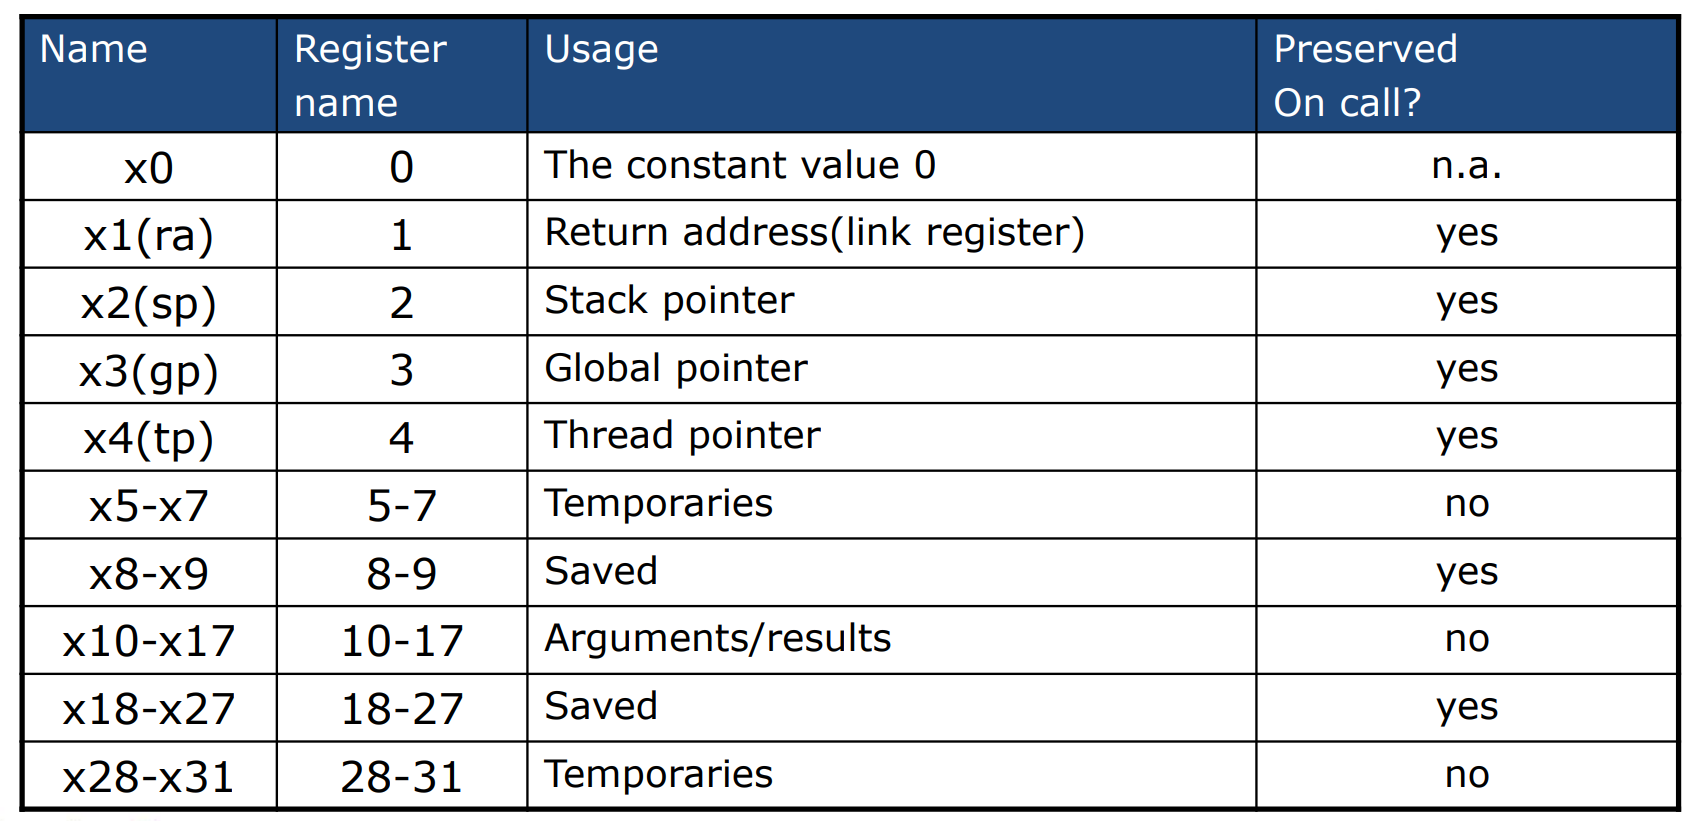 Name Register name Usage Preserved On call?
x0 0 The constant value 0 n.a.
x1(ra) 1 Return address(link register) yes
x2(sp) 2 Stack pointer yes
x3(gp) 3 Global pointer yes
x4(tp) 4 Thread pointer yes
x5-x7 5-7 Temporaries no
x8-x9 8-9 Saved yes
x10-x17 10-17 Arguments/results no
x18-x27 18-27 Saved yes
x28-x31 28-31 Temporaries no